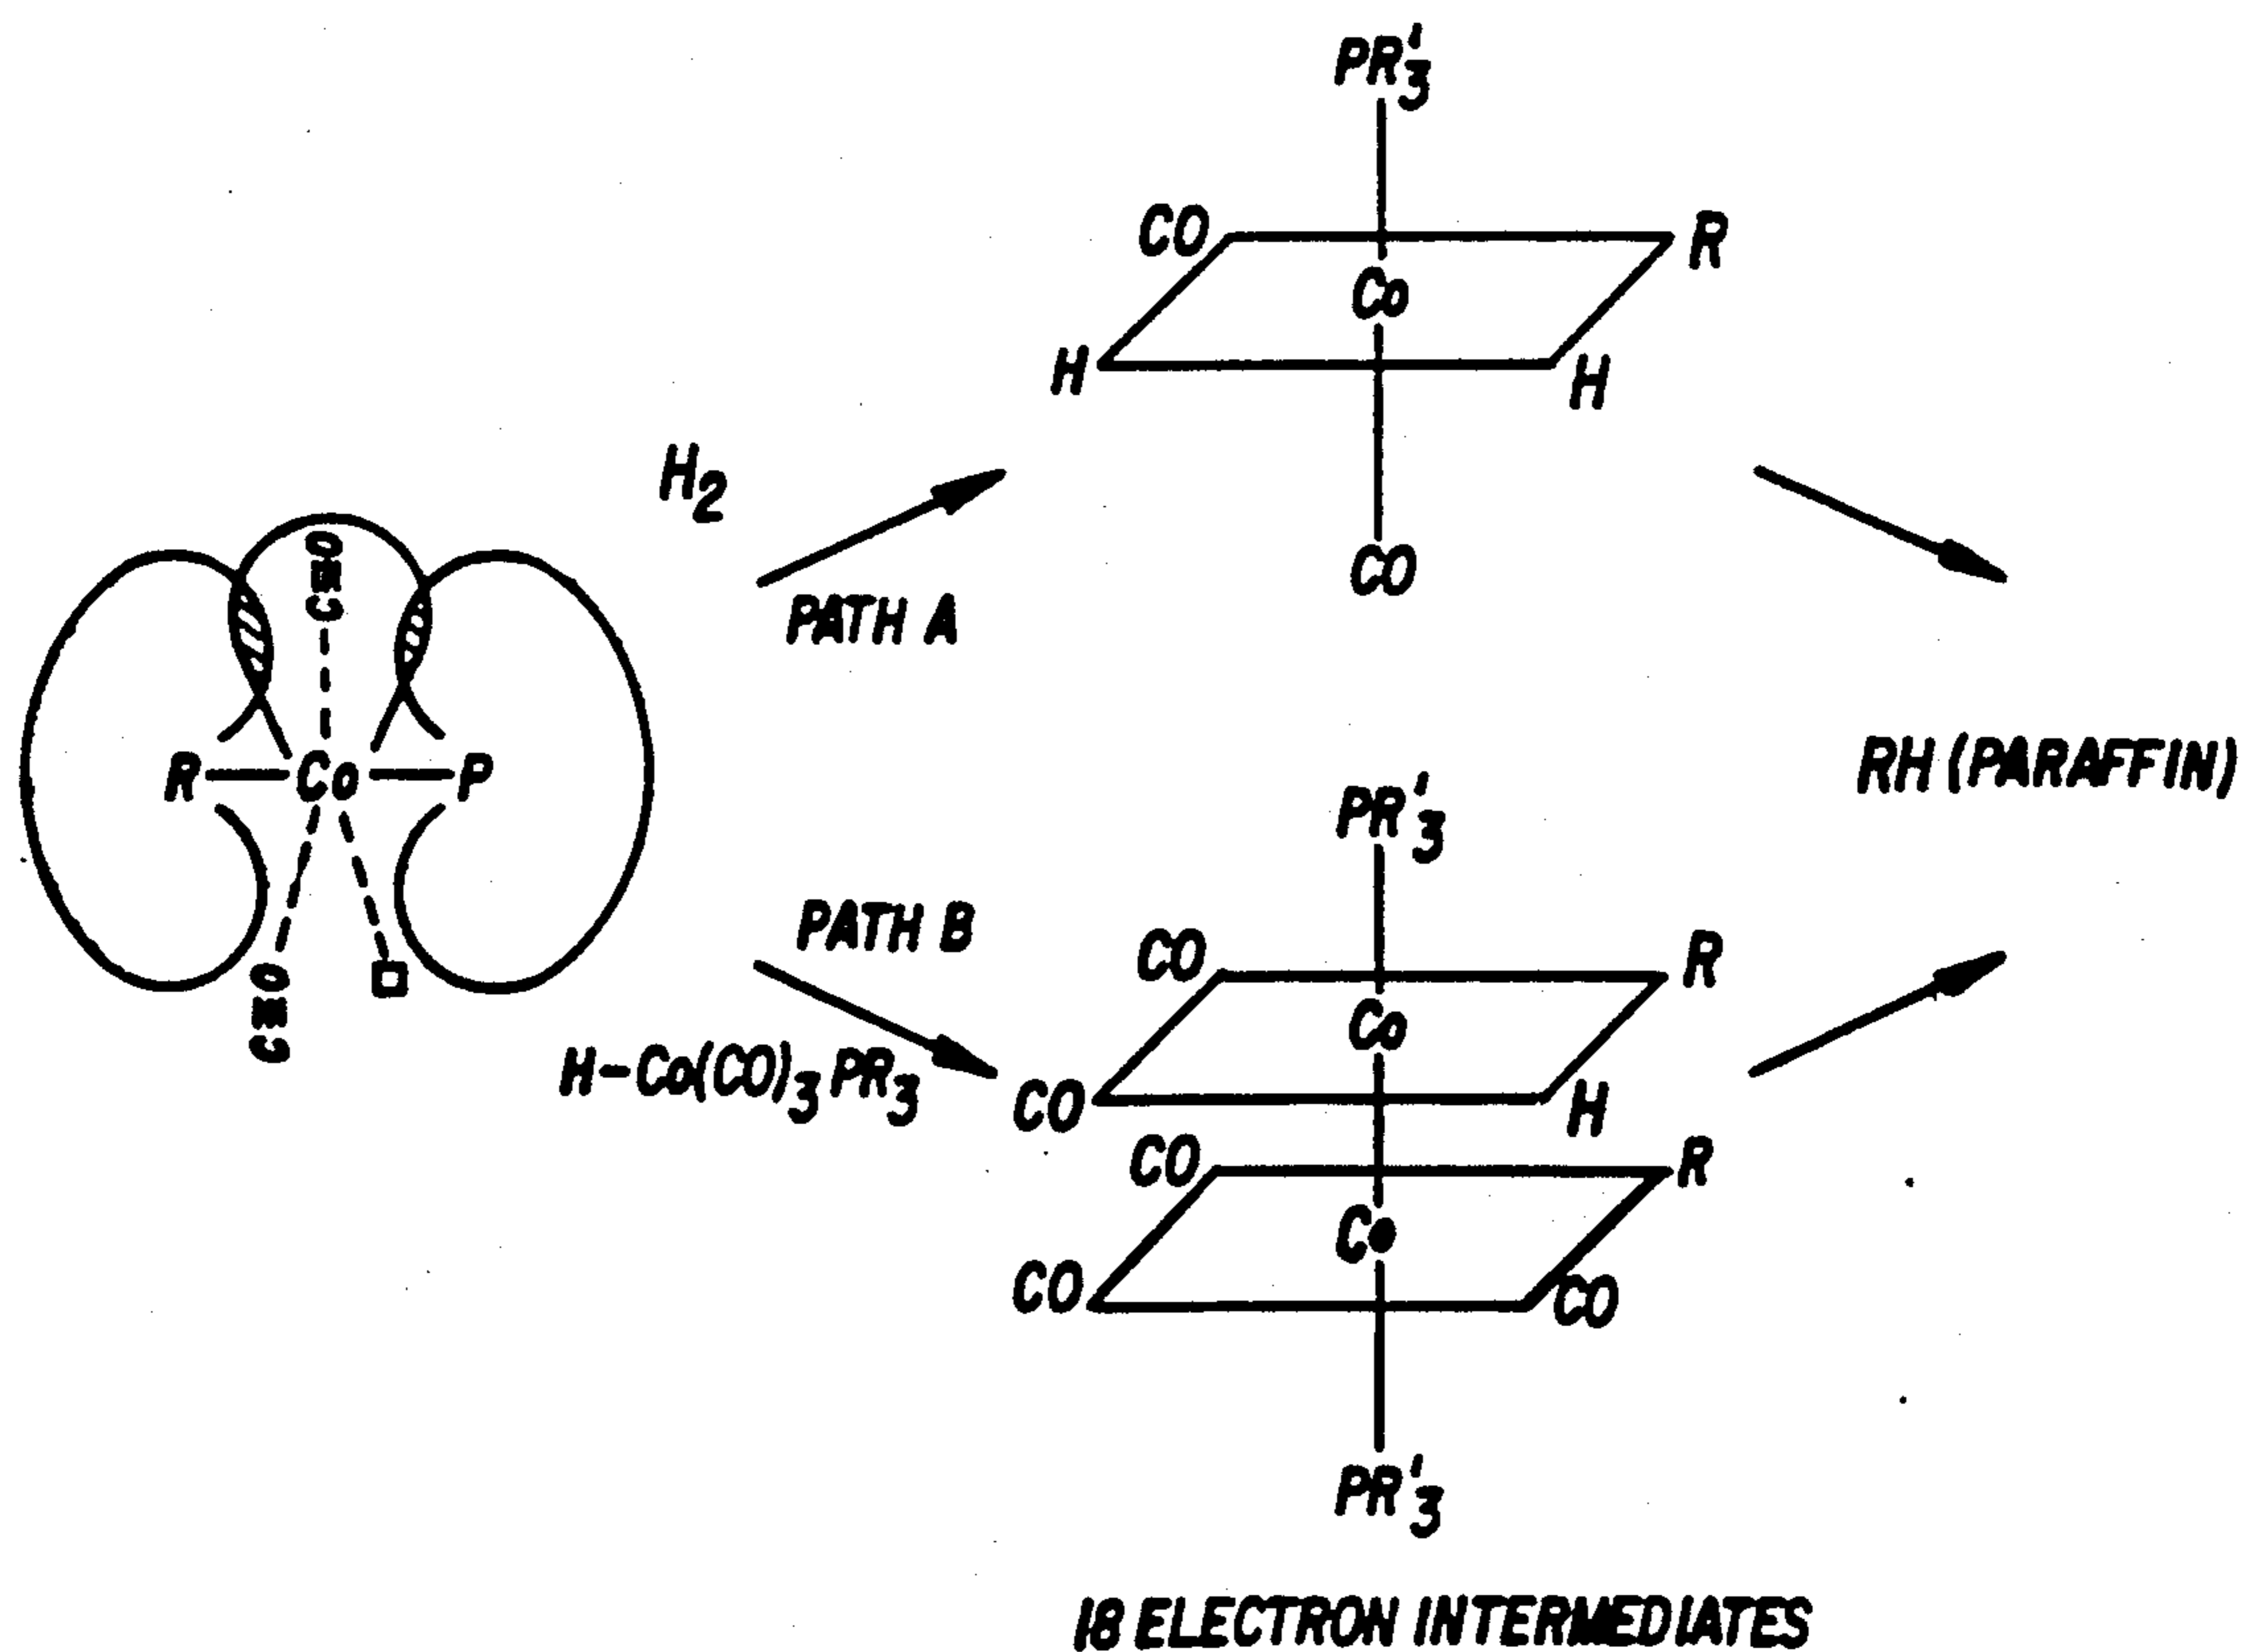 PR'3
CO
R
Co
H
H
CO
H2
PATH A
O≡C
R
Co
P
C≡O
RH (PARAFFIN)
PATH B
H-Co(CO)3PR3
PR'3
CO
R
Co
CO
H
CO
R
Co
CO
CO
PR'3
18 ELECTRON INTERMEDIATES